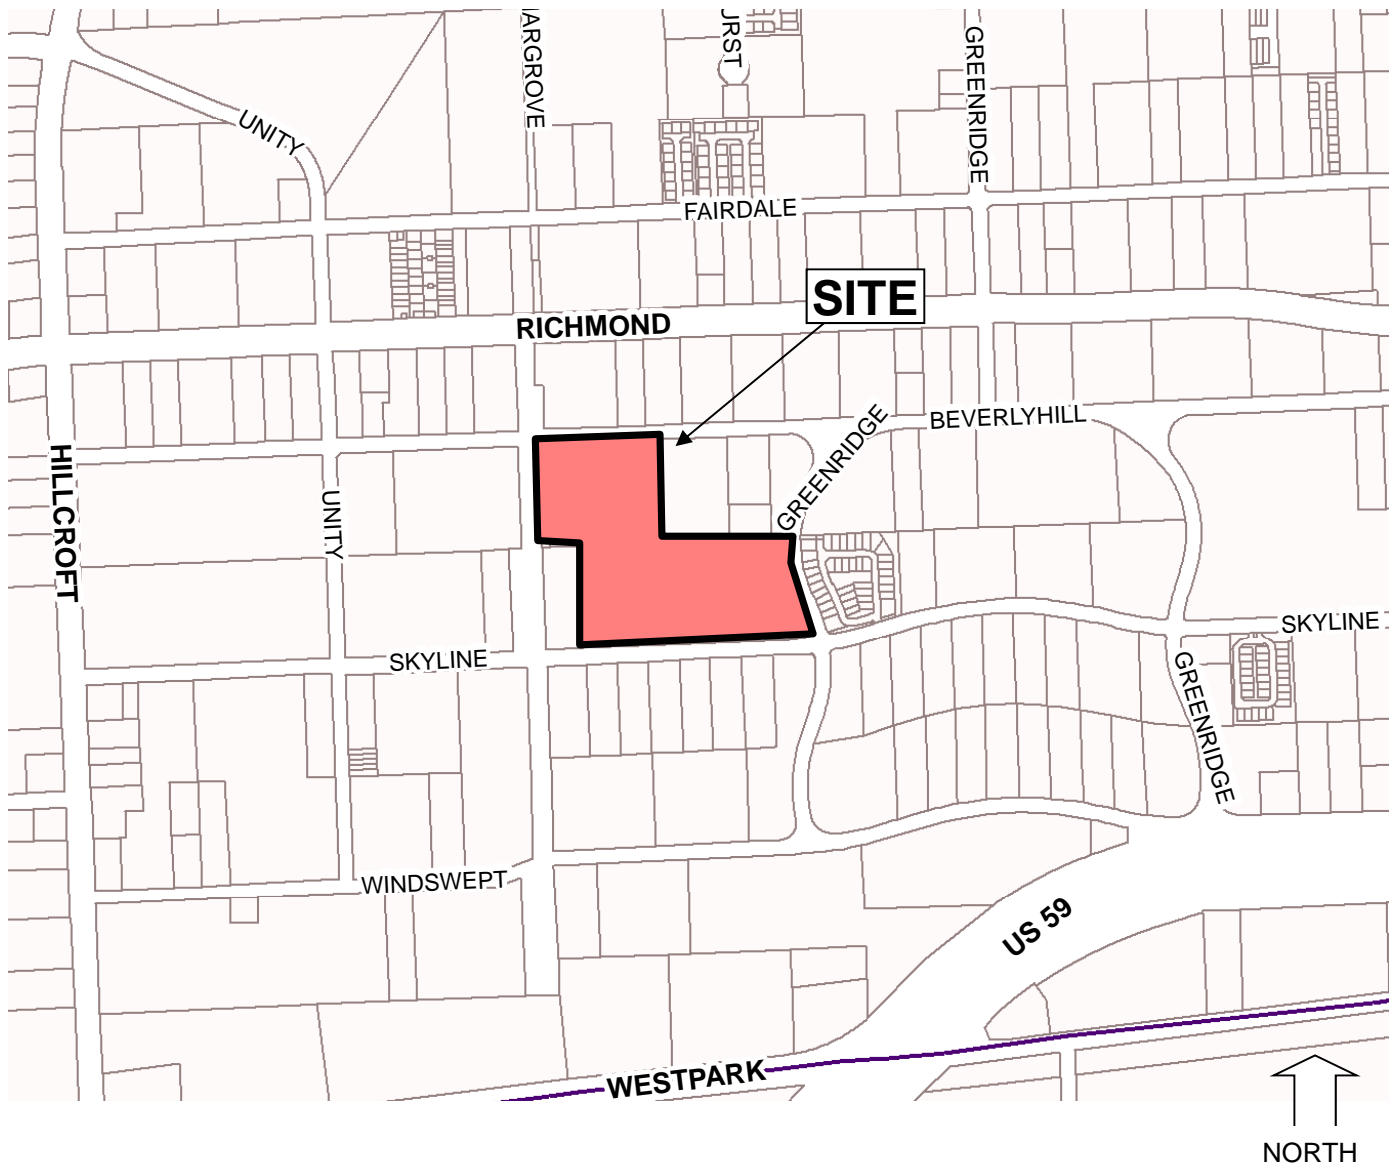 ARGROVE
URST
GREENRIDGE
UNITY
FAIRDALE
SITE
RICHMOND
GREENRIDGE
BEVERLYHILL
HILLCROFT
UNITY
SKYLINE
SKYLINE
GREENRIDGE
WINDSWEPT
US 59
WESTPARK
NORTH